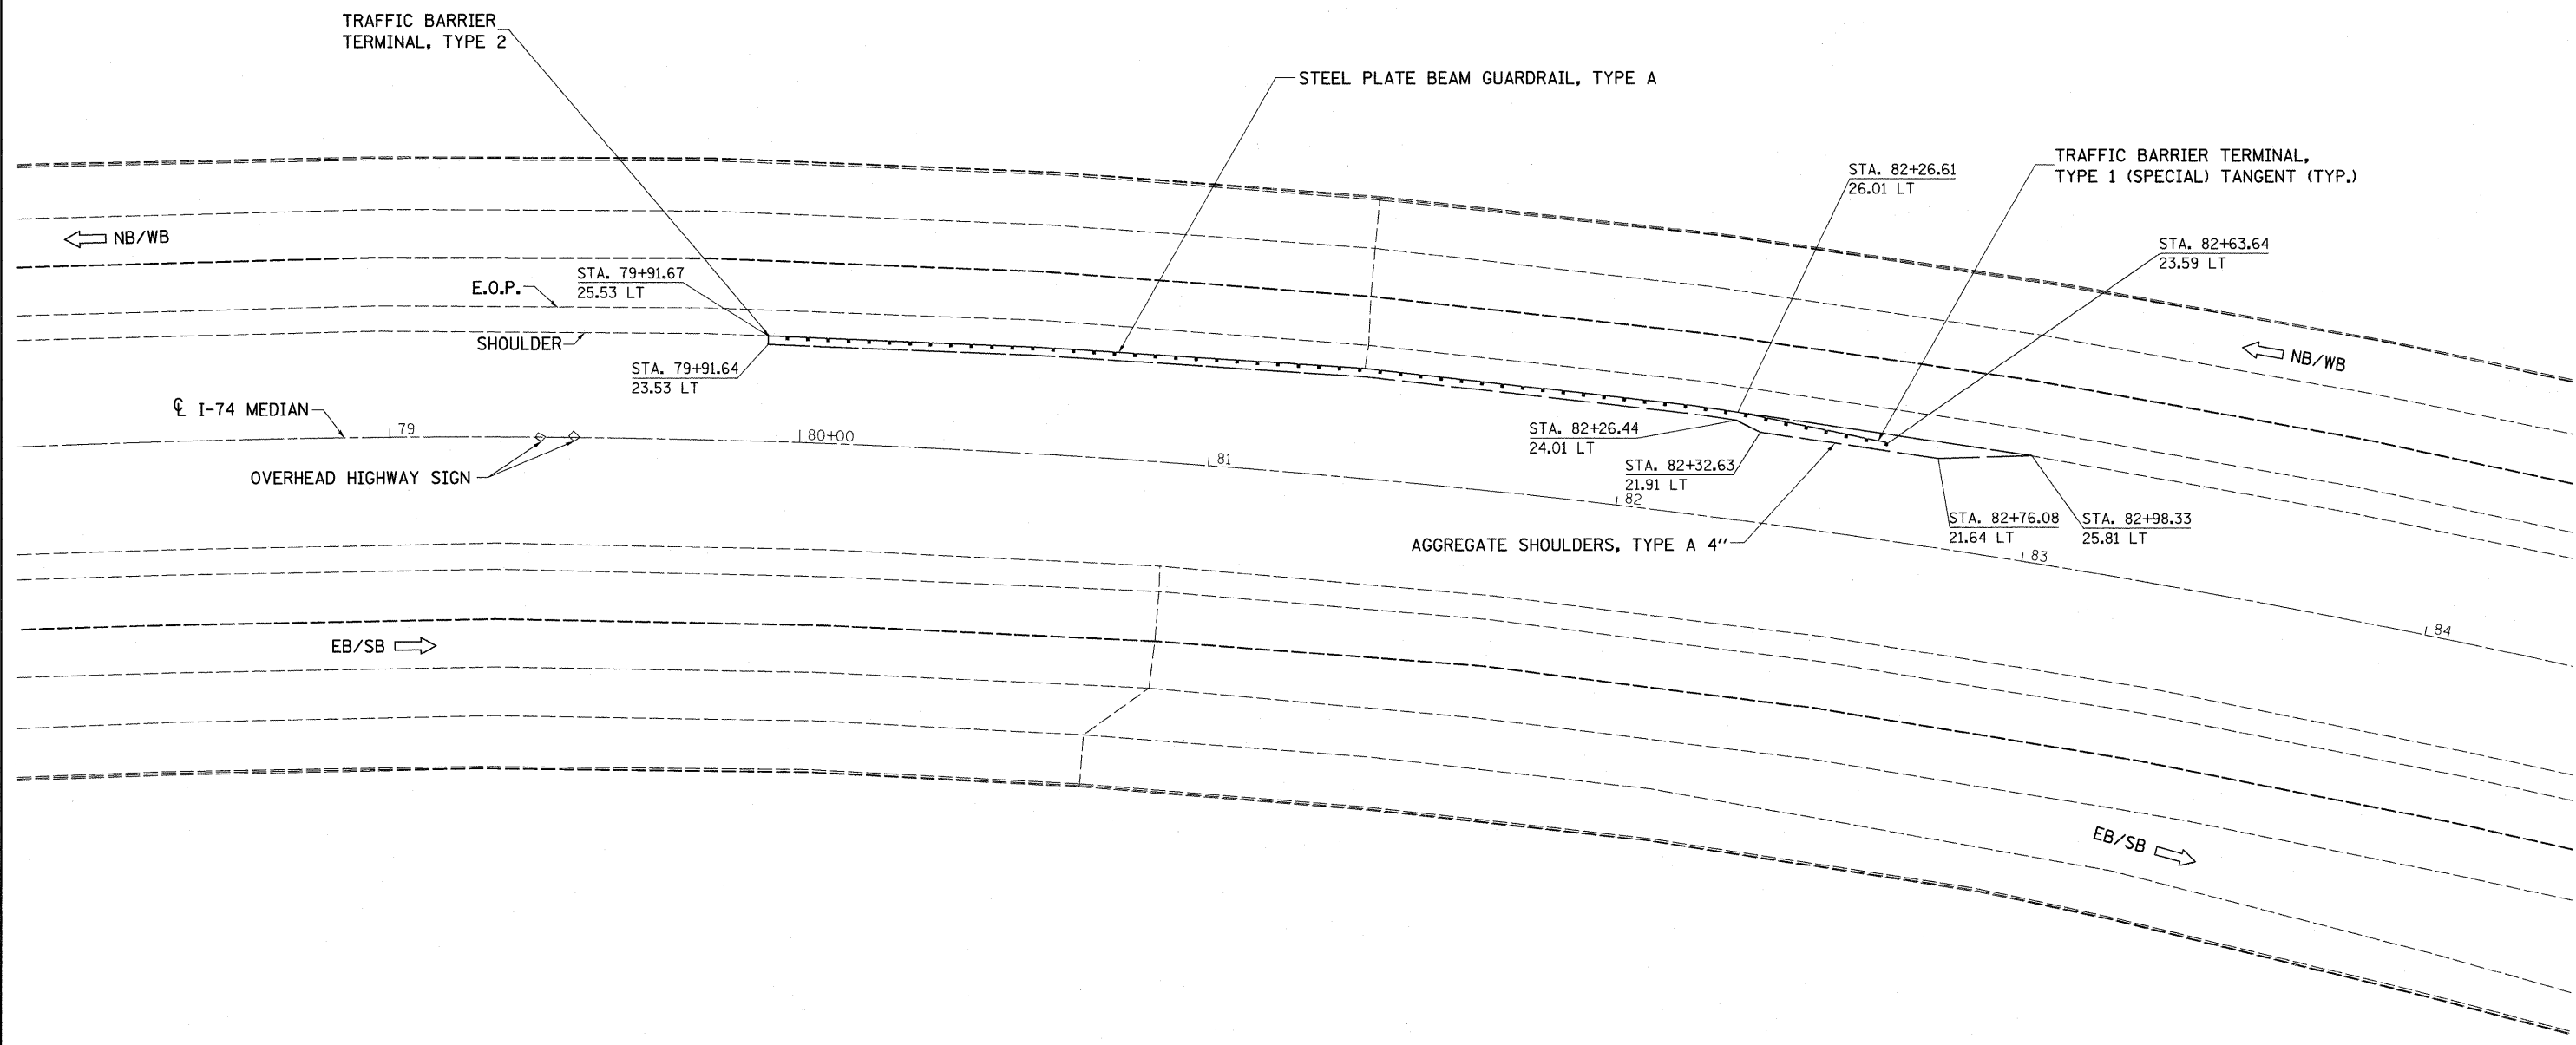 TRAFFIC BARRIER
TERMINAL, TYPE 2
STEEL PLATE BEAM GUARDRAIL, TYPE A
TRAFFIC BARRIER TERMINAL,
TYPE 1 (SPECIAL) TANGENT (TYP.)
STA. 82+26.61
26.01 LT
STA. 82+63.64
23.59 LT
NB/WB
STA. 79+91.67
25.53 LT
E.O.P.
SHOULDER
NB/WB
STA. 79+91.64
23.53 LT
℄ I-74 MEDIAN
79
80+00
81
82
83
84
OVERHEAD HIGHWAY SIGN
STA. 82+26.44
24.01 LT
STA. 82+32.63
21.91 LT
STA. 82+76.08
21.64 LT
STA. 82+98.33
25.81 LT
AGGREGATE SHOULDERS, TYPE A 4"
EB/SB
EB/SB